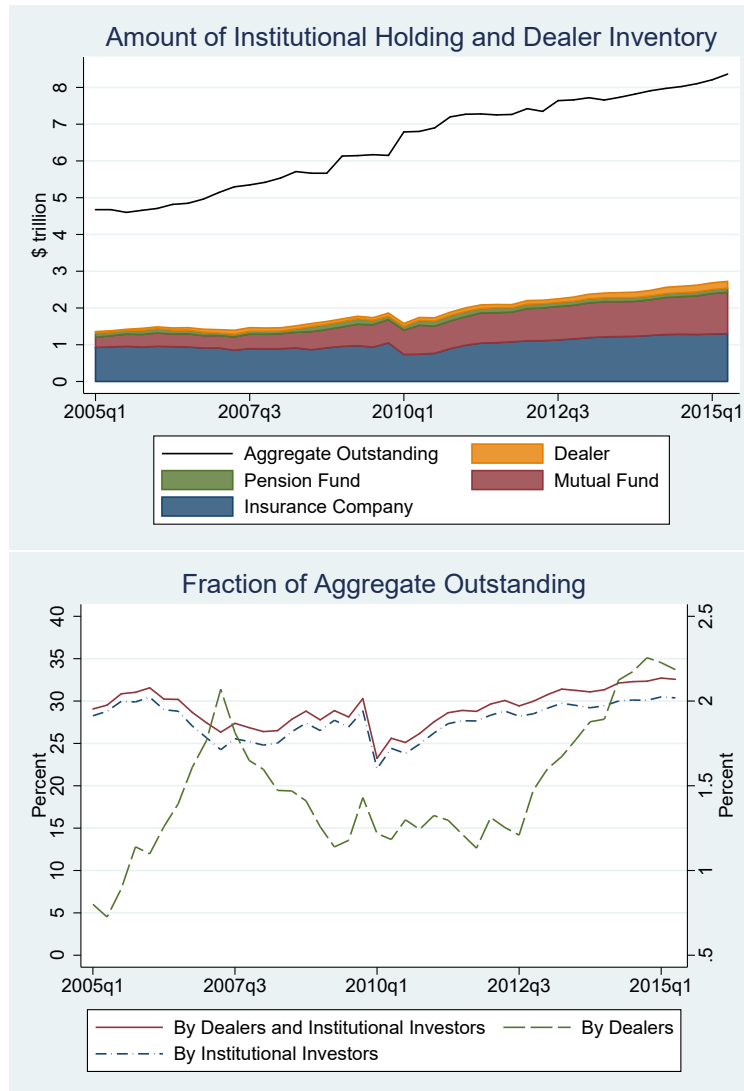 Amount of Institutional Holding and Dealer Inventory
$ trillion
8
7
6
5
4
3
2
1
0
2005q1 2007q3 2010q1 2012q3 2015q1
Aggregate Outstanding Dealer
Pension Fund Mutual Fund
Insurance Company
Fraction of Aggregate Outstanding
Percent
40
35
30
25
20
15
10
5
0
2.5
2
1.5
1
.5
Percent
2005q1 2007q3 2010q1 2012q3 2015q1
By Dealers and Institutional Investors By Dealers
By Institutional Investors